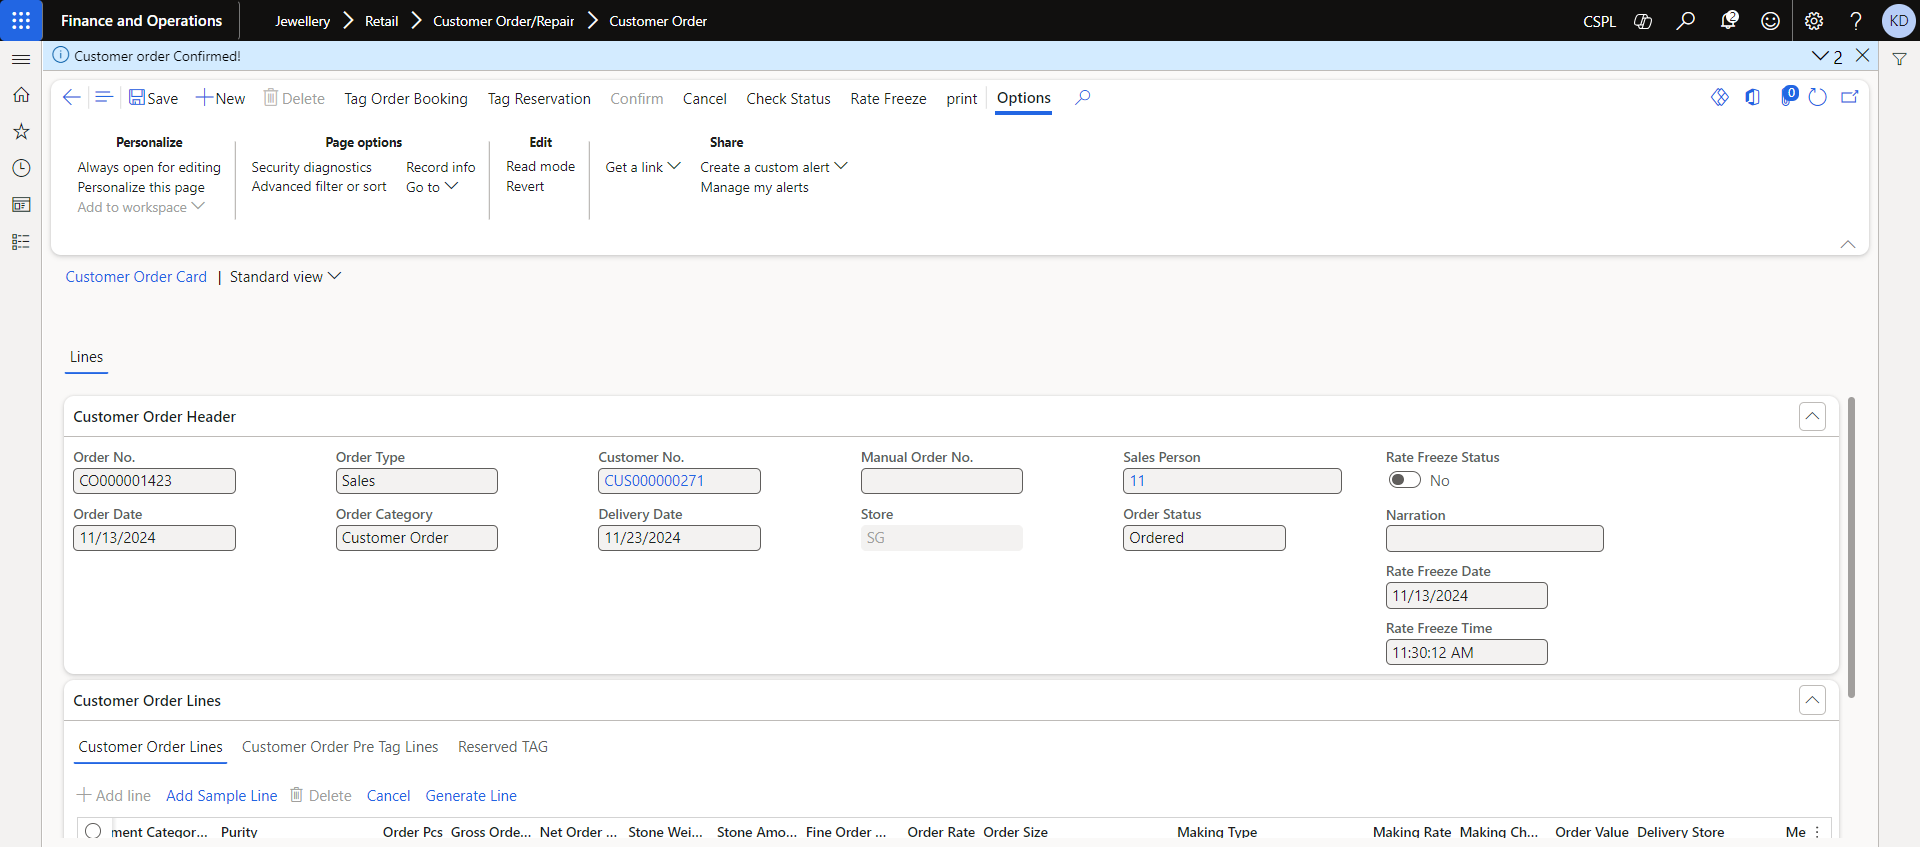 Finance and Operations
Jewellery > Retail > Customer Order/Repair > Customer Order
CSPL
2
?
KD
Customer order Confirmed!
2
Save
New
Delete
Tag Order Booking
Tag Reservation
Confirm
Cancel
Check Status
Rate Freeze
print
Options
0
Personalize
Always open for editing
Personalize this page
Add to workspace
Page options
Security diagnostics
Advanced filter or sort
Record info
Go to
Edit
Read mode
Revert
Share
Get a link
Create a custom alert
Manage my alerts
Customer Order Card | Standard view
Lines
Customer Order Header
Order No.
CO000001423
Order Type
Sales
Customer No.
CUS000000271
Manual Order No.
Sales Person
11
Rate Freeze Status
No
Order Date
11/13/2024
Order Category
Customer Order
Delivery Date
11/23/2024
Store
SG
Order Status
Ordered
Narration
Rate Freeze Date
11/13/2024
Rate Freeze Time
11:30:12 AM
Customer Order Lines
Customer Order Lines
Customer Order Pre Tag Lines
Reserved TAG
Add line
Add Sample Line
Delete
Cancel
Generate Line
ment Categor...
Purity
Order Pcs
Gross Orde...
Net Order ...
Stone Wei...
Stone Amo...
Fine Order ...
Order Rate
Order Size
Making Type
Making Rate
Making Ch...
Order Value
Delivery Store
Me